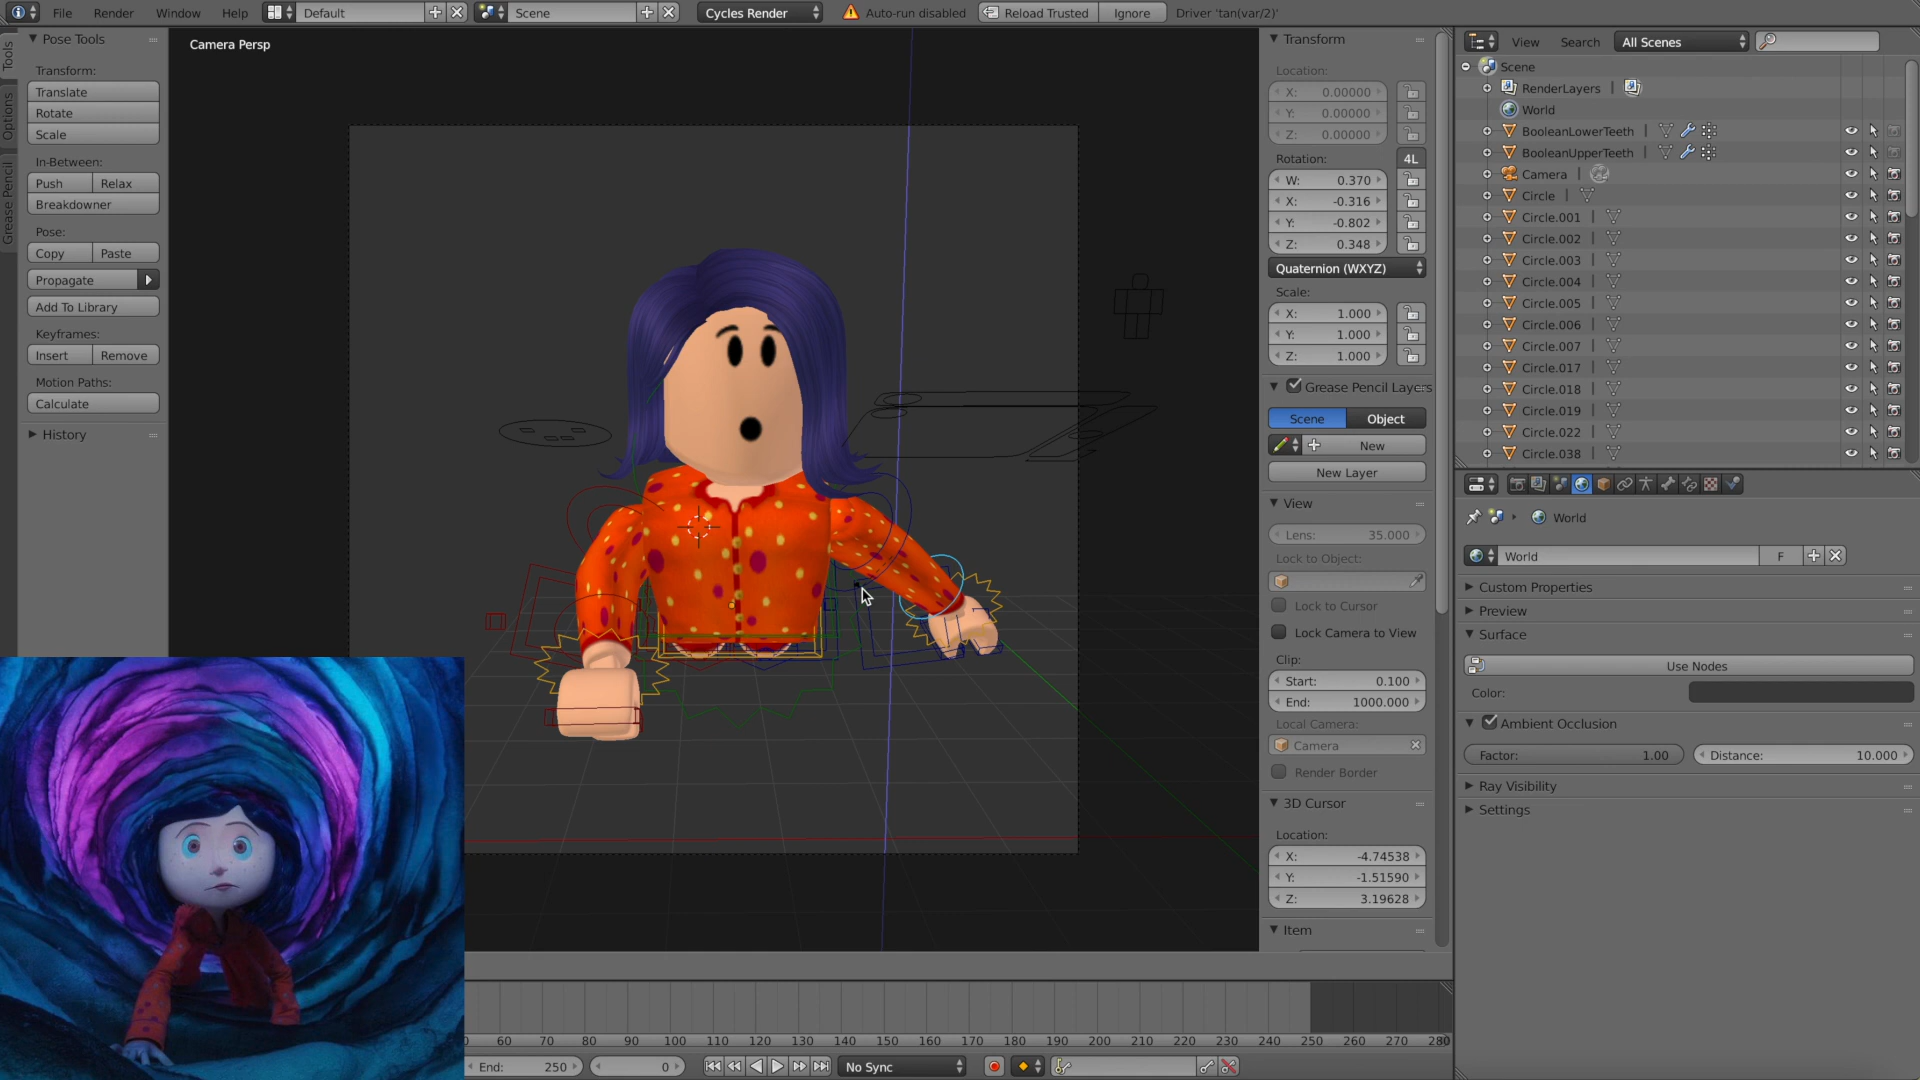 File Render Window Help Default Scene Cycles Render Auto-run disabled Reload Trusted Ignore Driver 'tan(var/2)'
Tools
Options
Grease Pencil
Pose Tools
Transform:
Translate
Rotate
Scale
In-Between:
Push Relax
Breakdowner
Pose:
Copy Paste
Propagate
Add To Library
Keyframes:
Insert Remove
Motion Paths:
Calculate
History
Camera Persp
Transform
Location:
X: 0.00000
Y: 0.00000
Z: 0.00000
Rotation: 4L
W: 0.370
X: -0.316
Y: -0.802
Z: 0.348
Quaternion (WXYZ)
Scale:
X: 1.000
Y: 1.000
Z: 1.000
Grease Pencil Layers
Scene Object
New
New Layer
View
Lens: 35.000
Lock to Object:
Lock to Cursor
Lock Camera to View
Clip:
Start: 0.100
End: 1000.000
Local Camera:
Camera
Render Border
3D Cursor
Location:
X: -4.74538
Y: -1.51590
Z: 3.19628
Item
View Search All Scenes
Scene
RenderLayers
World
BooleanLowerTeeth
BooleanUpperTeeth
Camera
Circle
Circle.001
Circle.002
Circle.003
Circle.004
Circle.005
Circle.006
Circle.007
Circle.017
Circle.018
Circle.019
Circle.022
Circle.038
World
World F
Custom Properties
Preview
Surface
Use Nodes
Color:
Ambient Occlusion
Factor: 1.00 Distance: 10.000
Ray Visibility
Settings
60 70 80 90 100 110 120 130 140 150 160 170 180 190 200 210 220 230 240 250 260 270 280
End: 250 0 No Sync